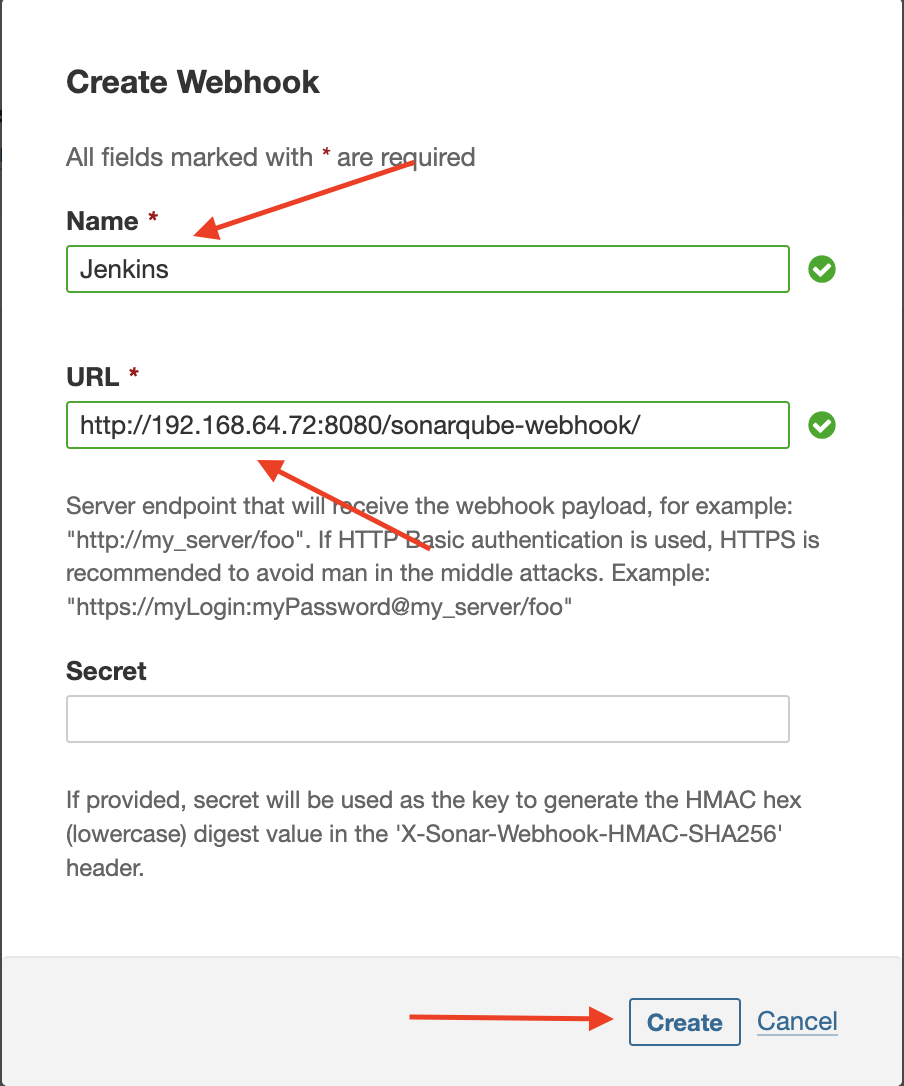 Create Webhook
All fields marked with * are required
Name *
Jenkins
URL *
http://192.168.64.72:8080/sonarqube-webhook/
Server endpoint that will receive the webhook payload, for example:
"http://my_server/foo". If HTTP Basic authentication is used, HTTPS is
recommended to avoid man in the middle attacks. Example:
"https://myLogin:myPassword@my_server/foo"
Secret
If provided, secret will be used as the key to generate the HMAC hex
(lowercase) digest value in the 'X-Sonar-Webhook-HMAC-SHA256'
header.
Create Cancel